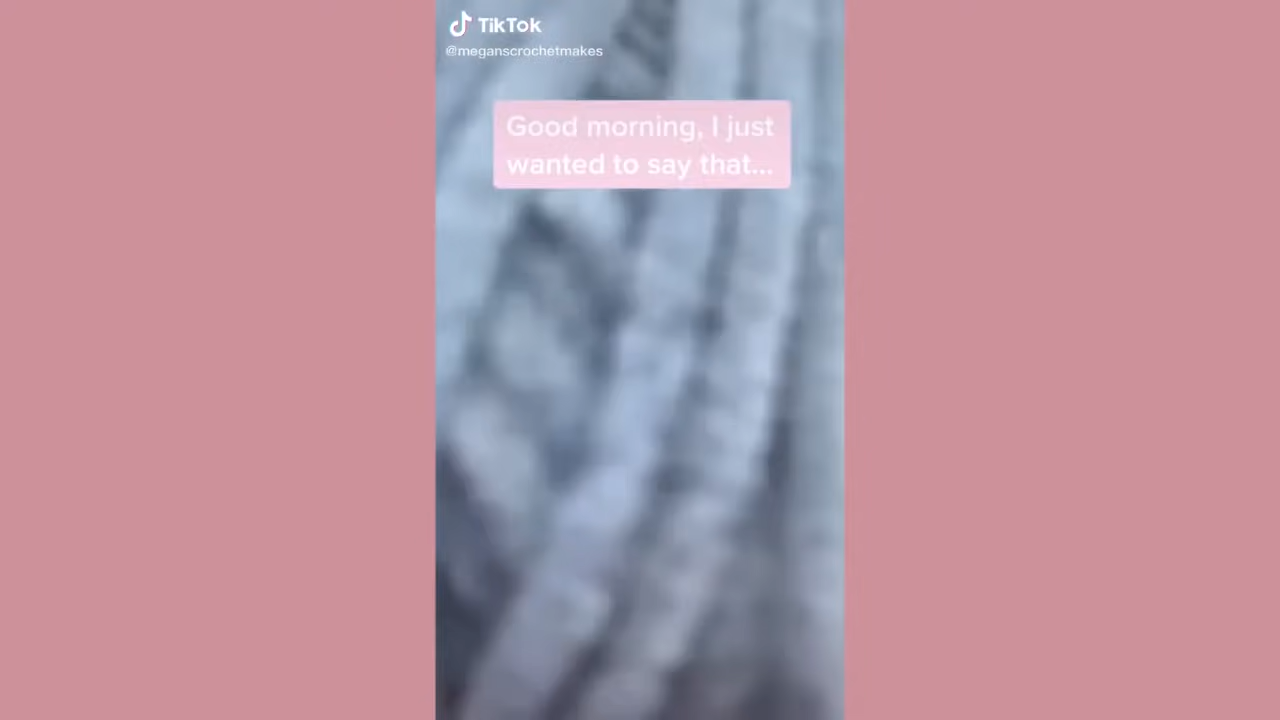 TikTok
@meganscrochetmakes
Good morning, I just
wanted to say that...